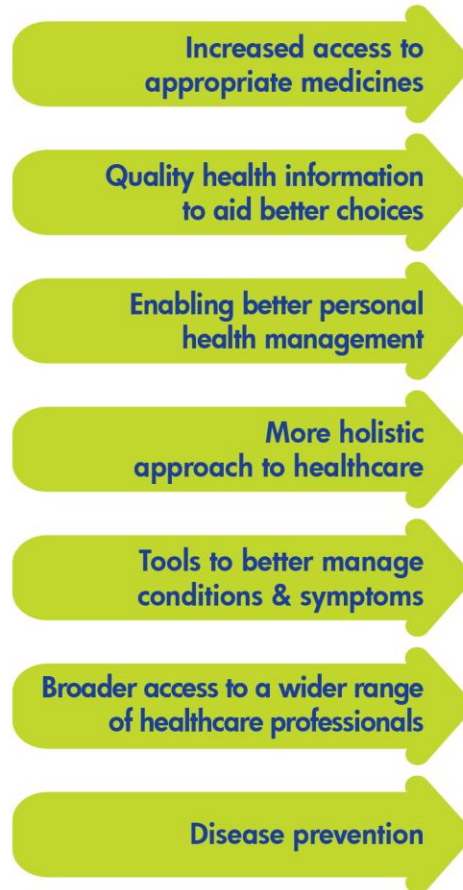 Increased access to
appropriate medicines
Quality health information
to aid better choices
Enabling better personal
health management
More holistic
approach to healthcare
Tools to better manage
conditions & symptoms
Broader access to a wider range
of healthcare professionals
Disease prevention